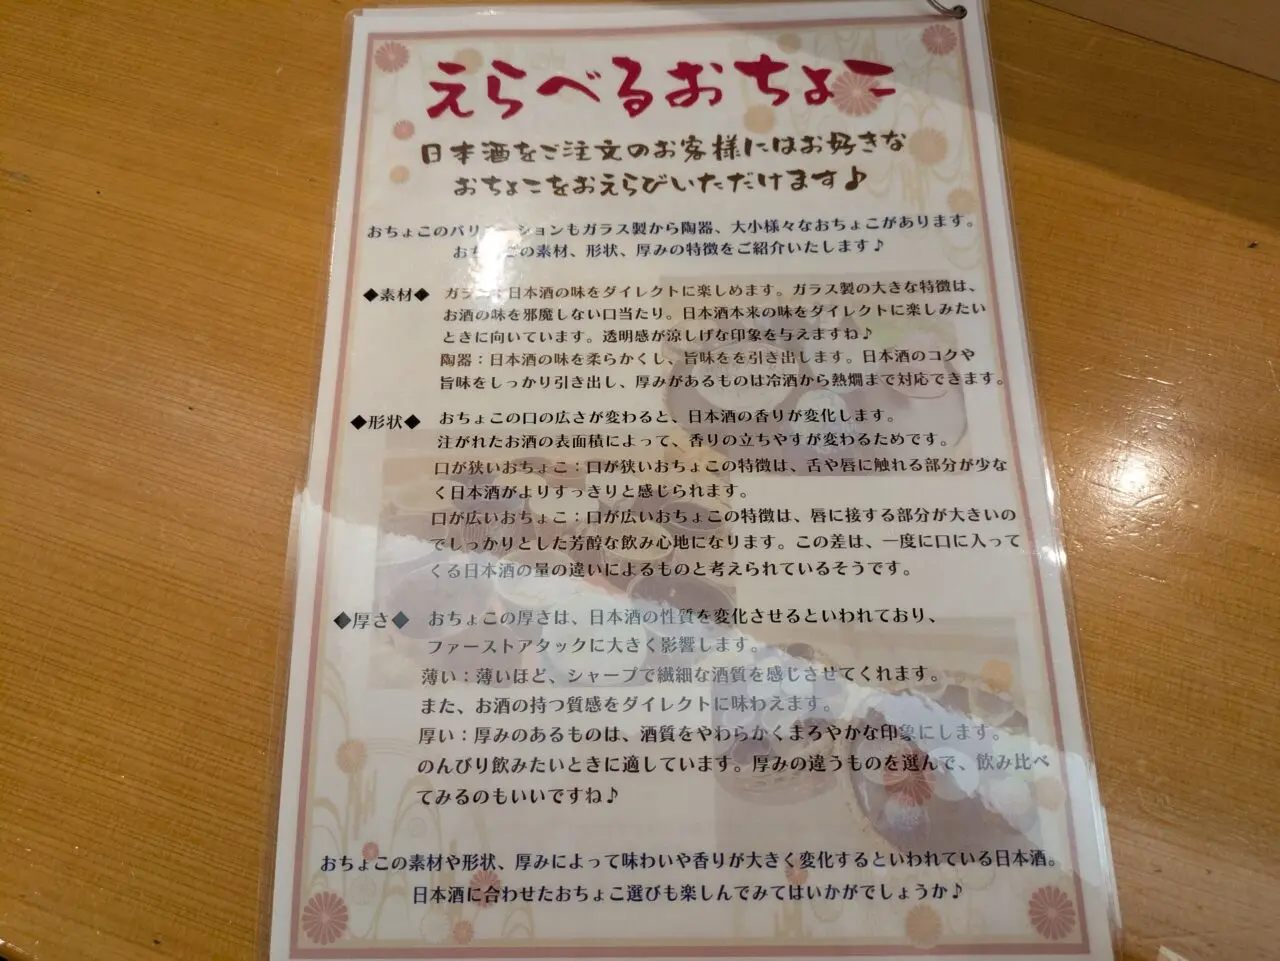 えらべるおちょこ
日本酒をご注文のお客様にはお好きな
おちょこをおえらびいただけます♪
おちょこのバリエーションもガラス製から陶器、大小様々なおちょこがあります。
おちょこの素材、形状、厚みの特徴をご紹介いたします♪
◆素材◆ ガラス：日本酒の味をダイレクトに楽しめます。ガラス製の大きな特徴は、
お酒の味を邪魔しない口当たり。日本酒本来の味をダイレクトに楽しみたい
ときに向いています。透明感が涼しげな印象を与えますね♪
陶器：日本酒の味を柔らかくし、旨味をを引き出します。日本酒のコクや
旨味をしっかり引き出し、厚みがあるものは冷酒から熱燗まで対応できます。
◆形状◆ おちょこの口の広さが変わると、日本酒の香りが変化します。
注がれたお酒の表面積によって、香りの立ちやすが変わるためです。
口が狭いおちょこ：口が狭いおちょこの特徴は、舌や唇に触れる部分が少な
く日本酒がよりすっきりと感じられます。
口が広いおちょこ：口が広いおちょこの特徴は、唇に接する部分が大きいの
でしっかりとした芳醇な飲み心地になります。この差は、一度に口に入って
くる日本酒の量の違いによるものと考えられているそうです。
◆厚さ◆ おちょこの厚さは、日本酒の性質を変化させるといわれており、
ファーストアタックに大きく影響します。
薄い：薄いほど、シャープで繊細な酒質を感じさせてくれます。
また、お酒の持つ質感をダイレクトに味わえます。
厚い：厚みのあるものは、酒質をやわらかくまろやかな印象にします。
のんびり飲みたいときに適しています。厚みの違うものを選んで、飲み比べ
てみるのもいいですね♪
おちょこの素材や形状、厚みによって味わいや香りが大きく変化するといわれている日本酒。
日本酒に合わせたおちょこ選びも楽しんでみてはいかがでしょうか♪